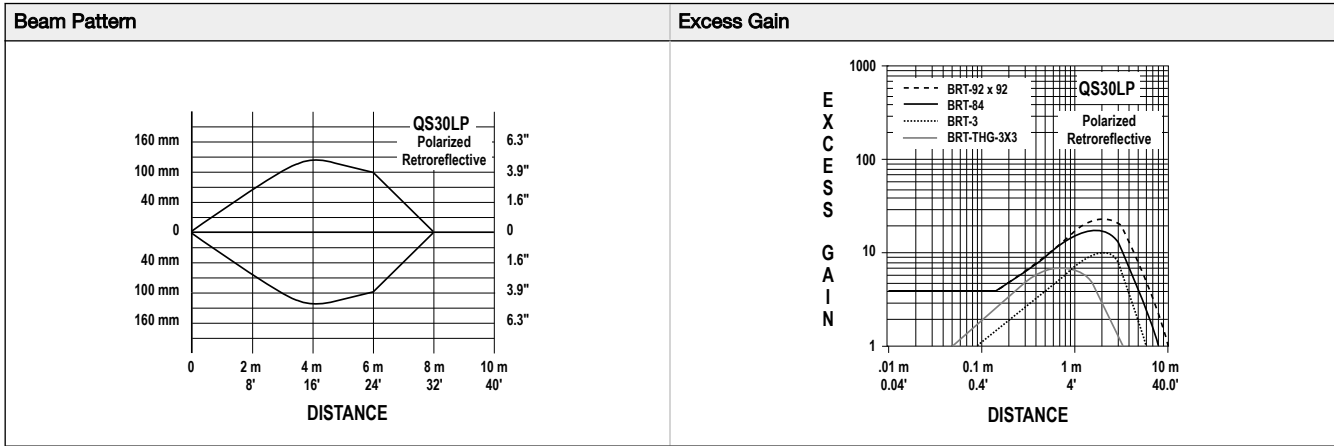 Beam Pattern
Excess Gain
QS30LP
Polarized
Retroreflective
160 mm
100 mm
40 mm
0
40 mm
100 mm
160 mm
6.3"
3.9"
1.6"
0
1.6"
3.9"
6.3"
0 2 m 4 m 6 m 8 m 10 m
8' 16' 24' 32' 40'
DISTANCE
EXCESS GAIN
1000
100
10
1
BRT-92 x 92
BRT-84
BRT-3
BRT-THG-3X3
QS30LP
Polarized
Retroreflective
.01 m 0.1 m 1 m 10 m
0.04' 0.4' 4' 40.0'
DISTANCE